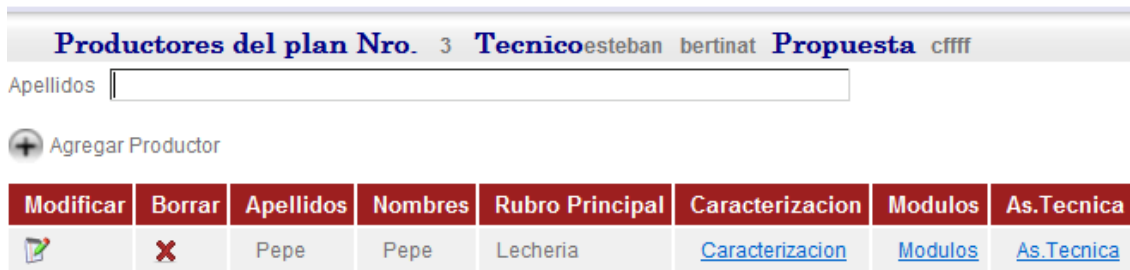 Productores del plan Nro. 3 Tecnicoesteban bertinat Propuesta cffff
Apellidos
Agregar Productor
Modificar Borrar Apellidos Nombres Rubro Principal Caracterizacion Modulos As.Tecnica
Pepe Pepe Lecheria Caracterizacion Modulos As.Tecnica